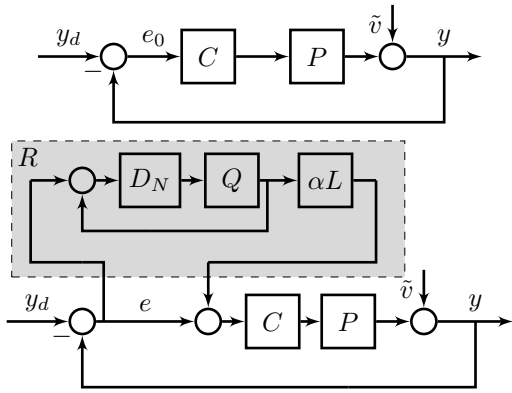 y_d − e_0 C P ṽ y
R D_N Q αL
y_d − e C P ṽ y